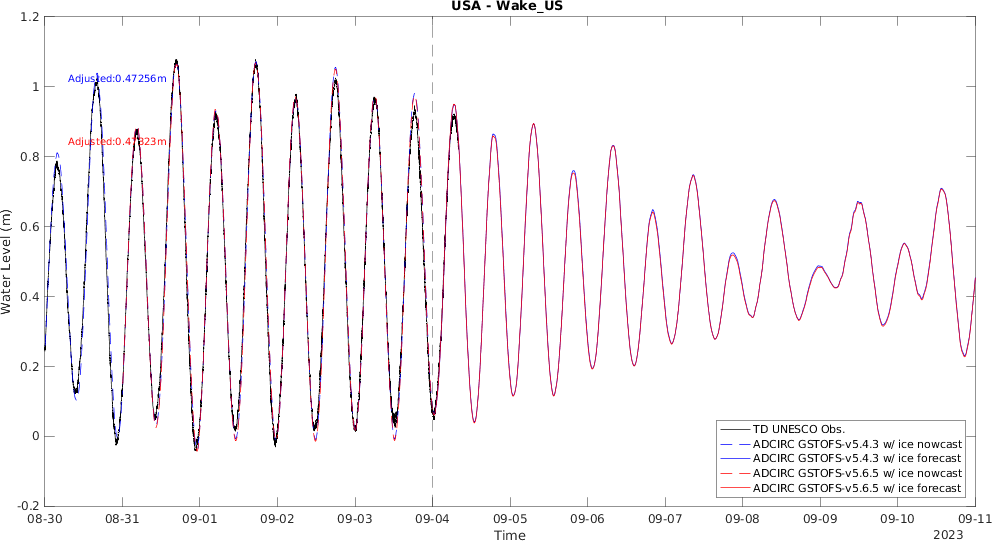 USA - Wake_US
1.2
1
0.8
0.6
0.4
0.2
0
-0.2
Water Level (m)
Adjusted:0.47256m
Adjusted:0.47323m
TD UNESCO Obs.
ADCIRC GSTOFS-v5.4.3 w/ ice nowcast
ADCIRC GSTOFS-v5.4.3 w/ ice forecast
ADCIRC GSTOFS-v5.6.5 w/ ice nowcast
ADCIRC GSTOFS-v5.6.5 w/ ice forecast
08-30 08-31 09-01 09-02 09-03 09-04 09-05 09-06 09-07 09-08 09-09 09-10 09-11
Time
2023